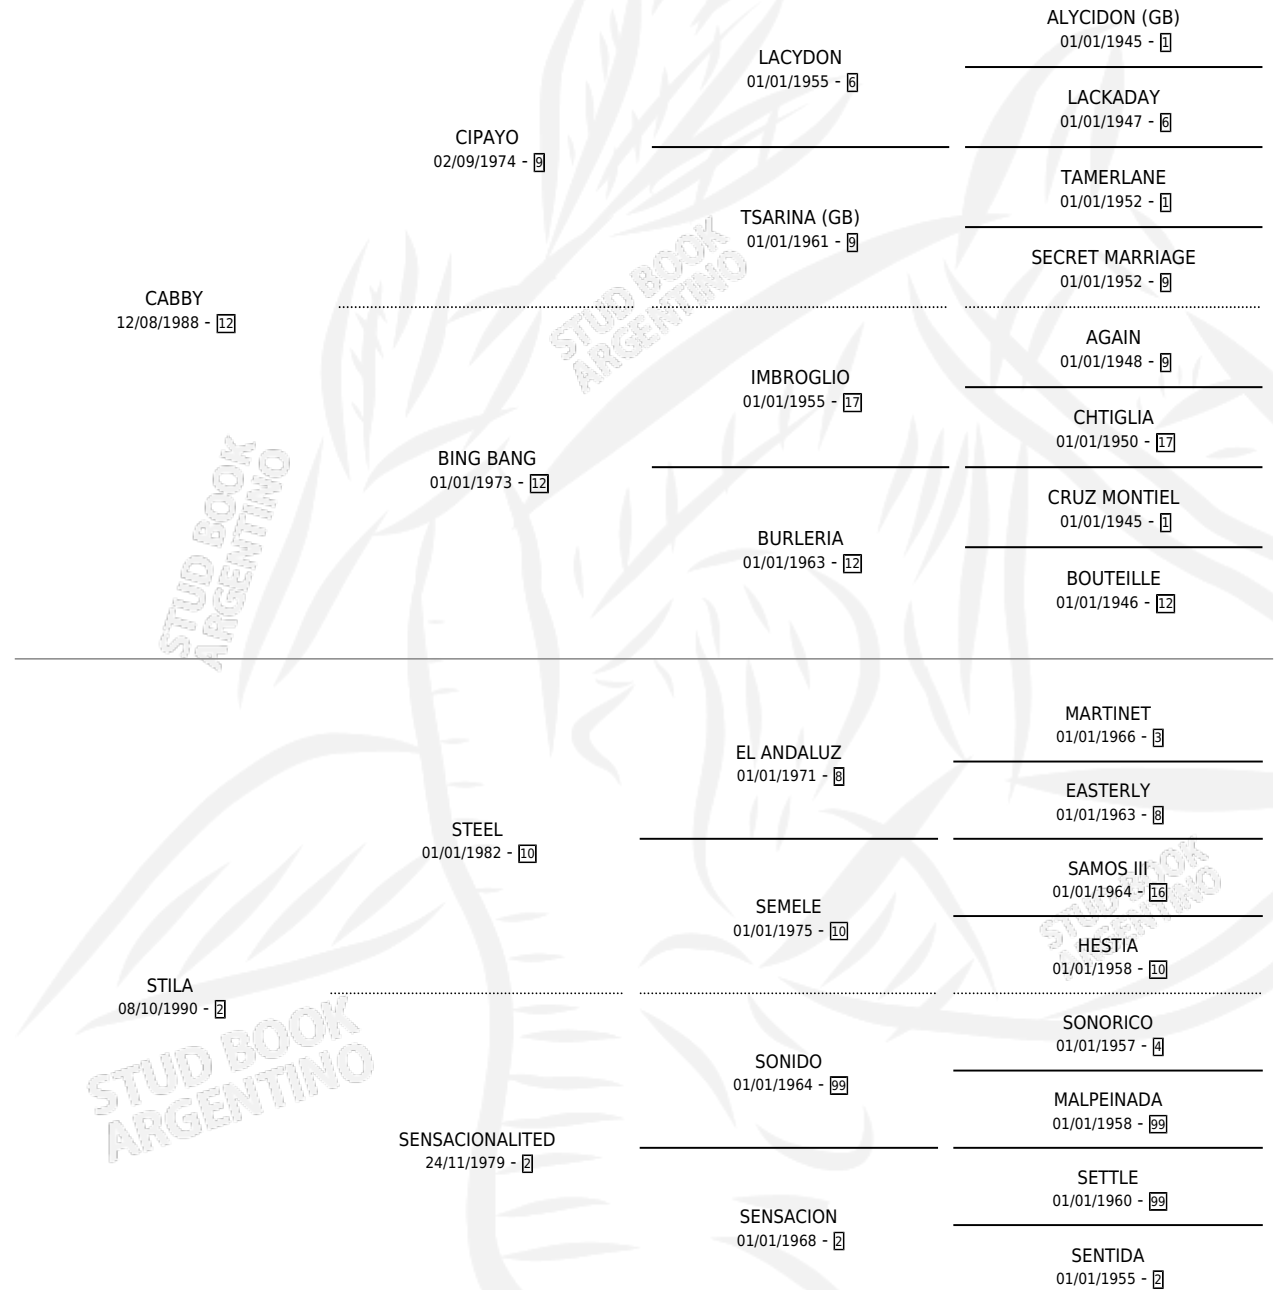 ALYCIDON (GB)
01/01/1945 - 1
LACYDON
01/01/1955 - 6
LACKADAY
01/01/1947 - 6
CIPAYO
02/09/1974 - 9
TAMERLANE
01/01/1952 - 1
TSARINA (GB)
01/01/1961 - 9
SECRET MARRIAGE
01/01/1952 - 9
CABBY
12/08/1988 - 12
AGAIN
01/01/1948 - 9
IMBROGLIO
01/01/1955 - 17
CHTIGLIA
01/01/1950 - 17
BING BANG
01/01/1973 - 12
CRUZ MONTIEL
01/01/1945 - 1
BURLERIA
01/01/1963 - 12
BOUTEILLE
01/01/1946 - 12
MARTINET
01/01/1966 - 3
EL ANDALUZ
01/01/1971 - 8
EASTERLY
01/01/1963 - 8
STEEL
01/01/1982 - 10
SAMOS III
01/01/1964 - 16
SEMELE
01/01/1975 - 10
HESTIA
01/01/1958 - 10
STILA
08/10/1990 - 2
SONORICO
01/01/1957 - 4
SONIDO
01/01/1964 - 99
MALPEINADA
01/01/1958 - 99
SENSACIONALITED
24/11/1979 - 2
SETTLE
01/01/1960 - 99
SENSACION
01/01/1968 - 2
SENTIDA
01/01/1955 - 2
STUD BOOK
ARGENTINO
STUD BOOK
ARGENTINO
STUD BOOK
ARGENTINO
STUD BOOK
ARGENTINO